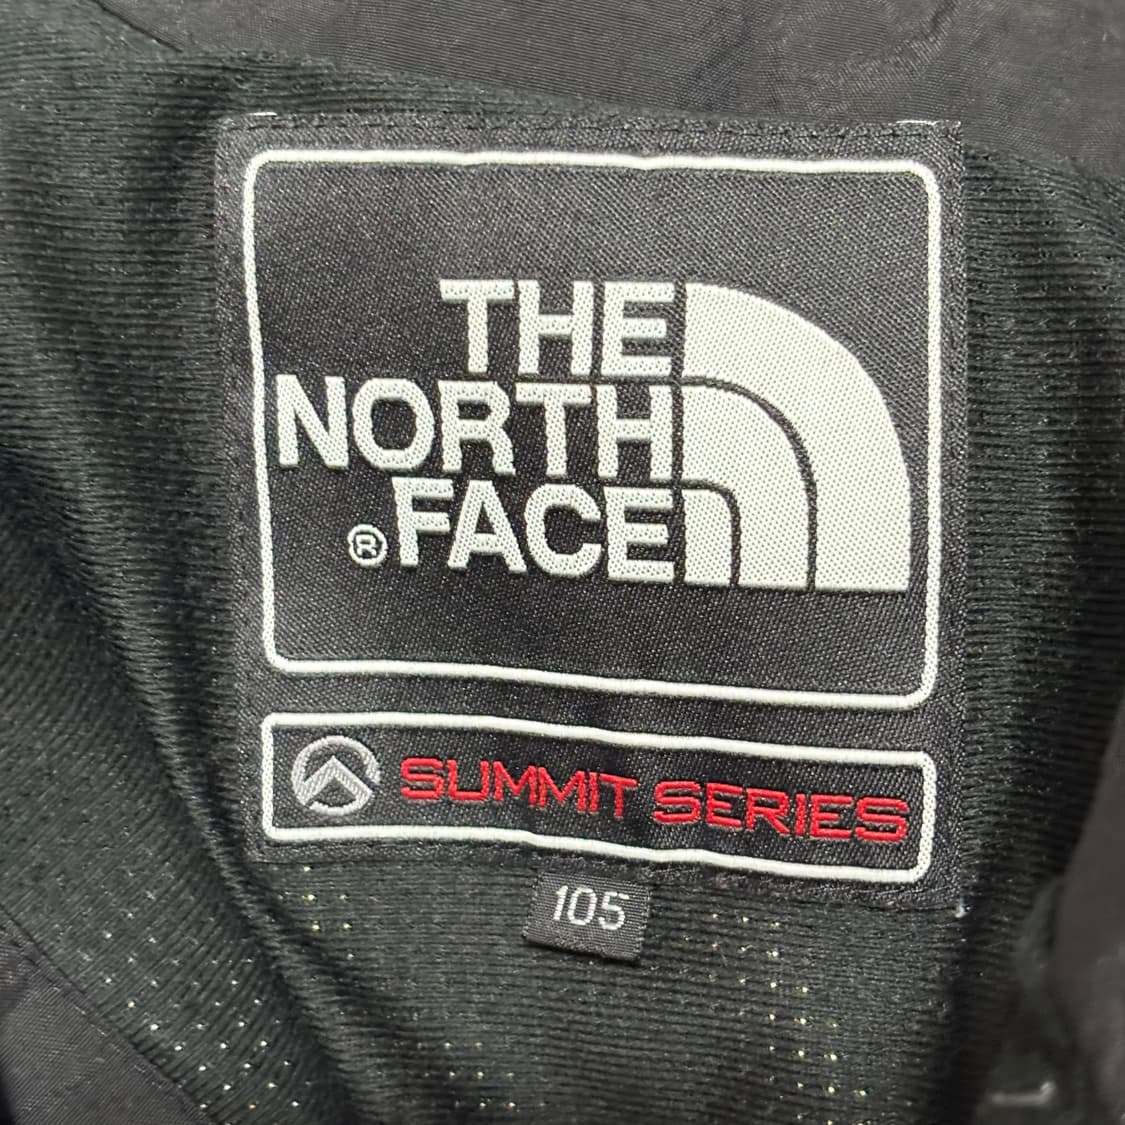 THE
NORTH
®FACE
SUMMIT SERIES
105